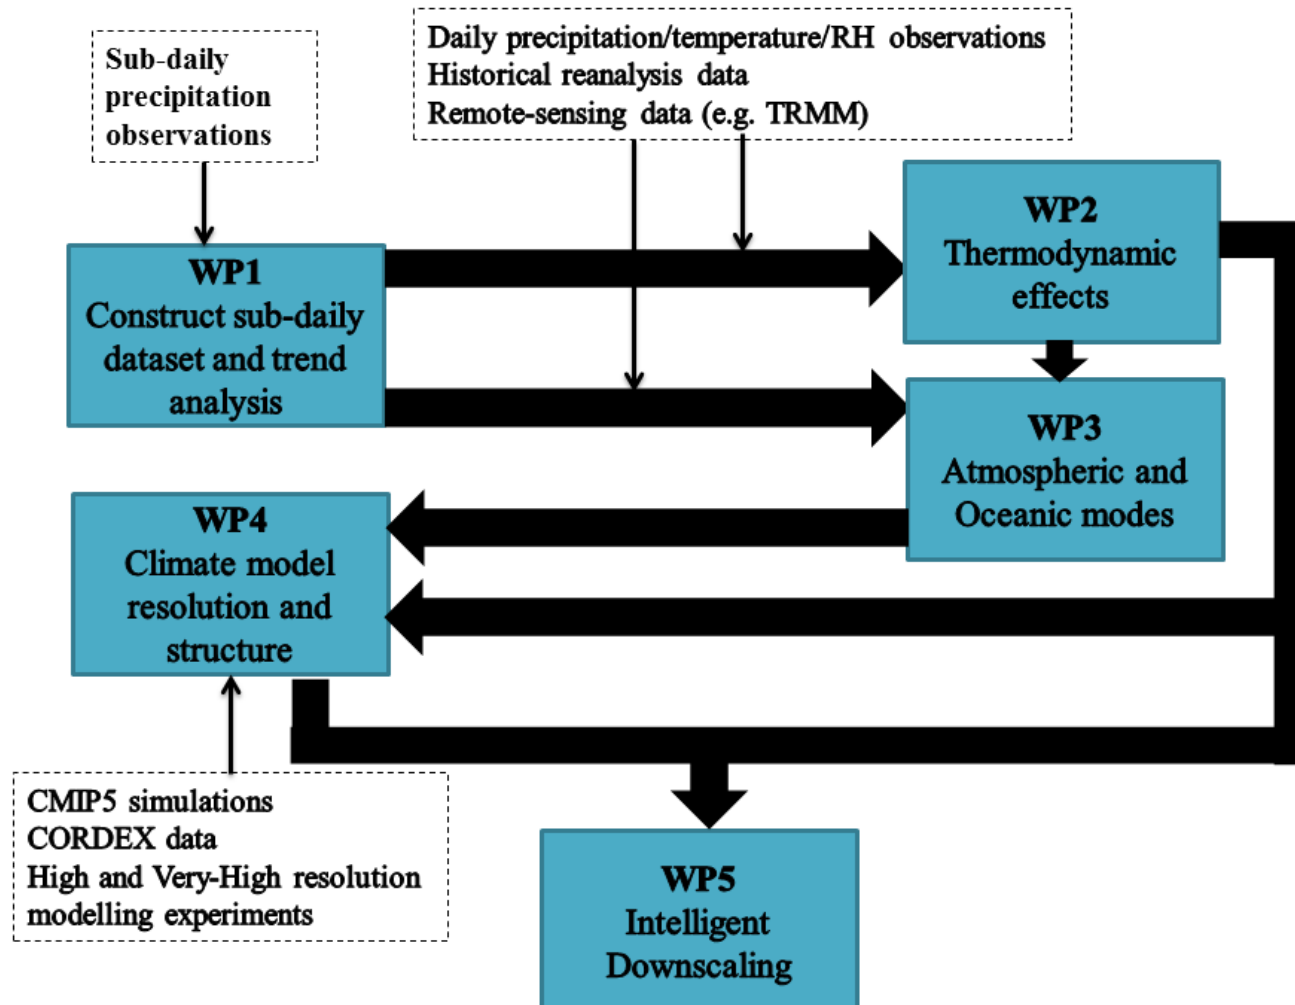 Sub-daily
precipitation
observations
Daily precipitation/temperature/RH observations
Historical reanalysis data
Remote-sensing data (e.g. TRMM)
WP1
Construct sub-daily
dataset and trend
analysis
WP2
Thermodynamic
effects
WP3
Atmospheric and
Oceanic modes
WP4
Climate model
resolution and
structure
CMIP5 simulations
CORDEX data
High and Very-High resolution
modelling experiments
WP5
Intelligent
Downscaling